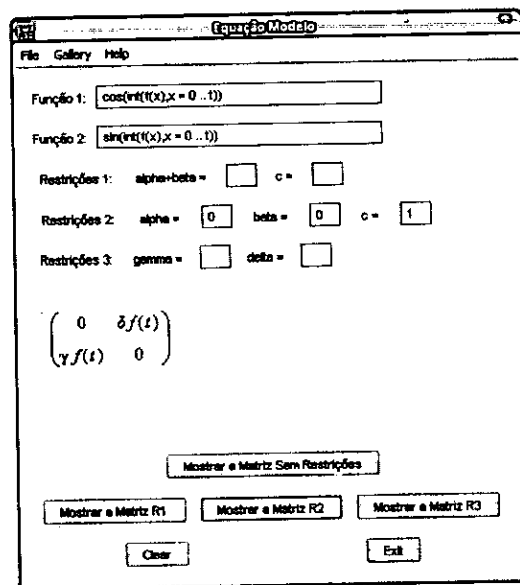 Equação Modelo
File Gallery Help
Função 1: cos(int(f(x),x = 0 ..t))
Função 2: sin(int(f(x),x = 0 ..t))
Restrições 1: alpha+beta = c =
Restrições 2: alpha = 0 beta = 0 c = 1
Restrições 3: gamma = delta =
0 δf(t)
γf(t) 0
Mostrar a Matriz Sem Restrições
Mostrar a Matriz R1 Mostrar a Matriz R2 Mostrar a Matriz R3
Clear Exit